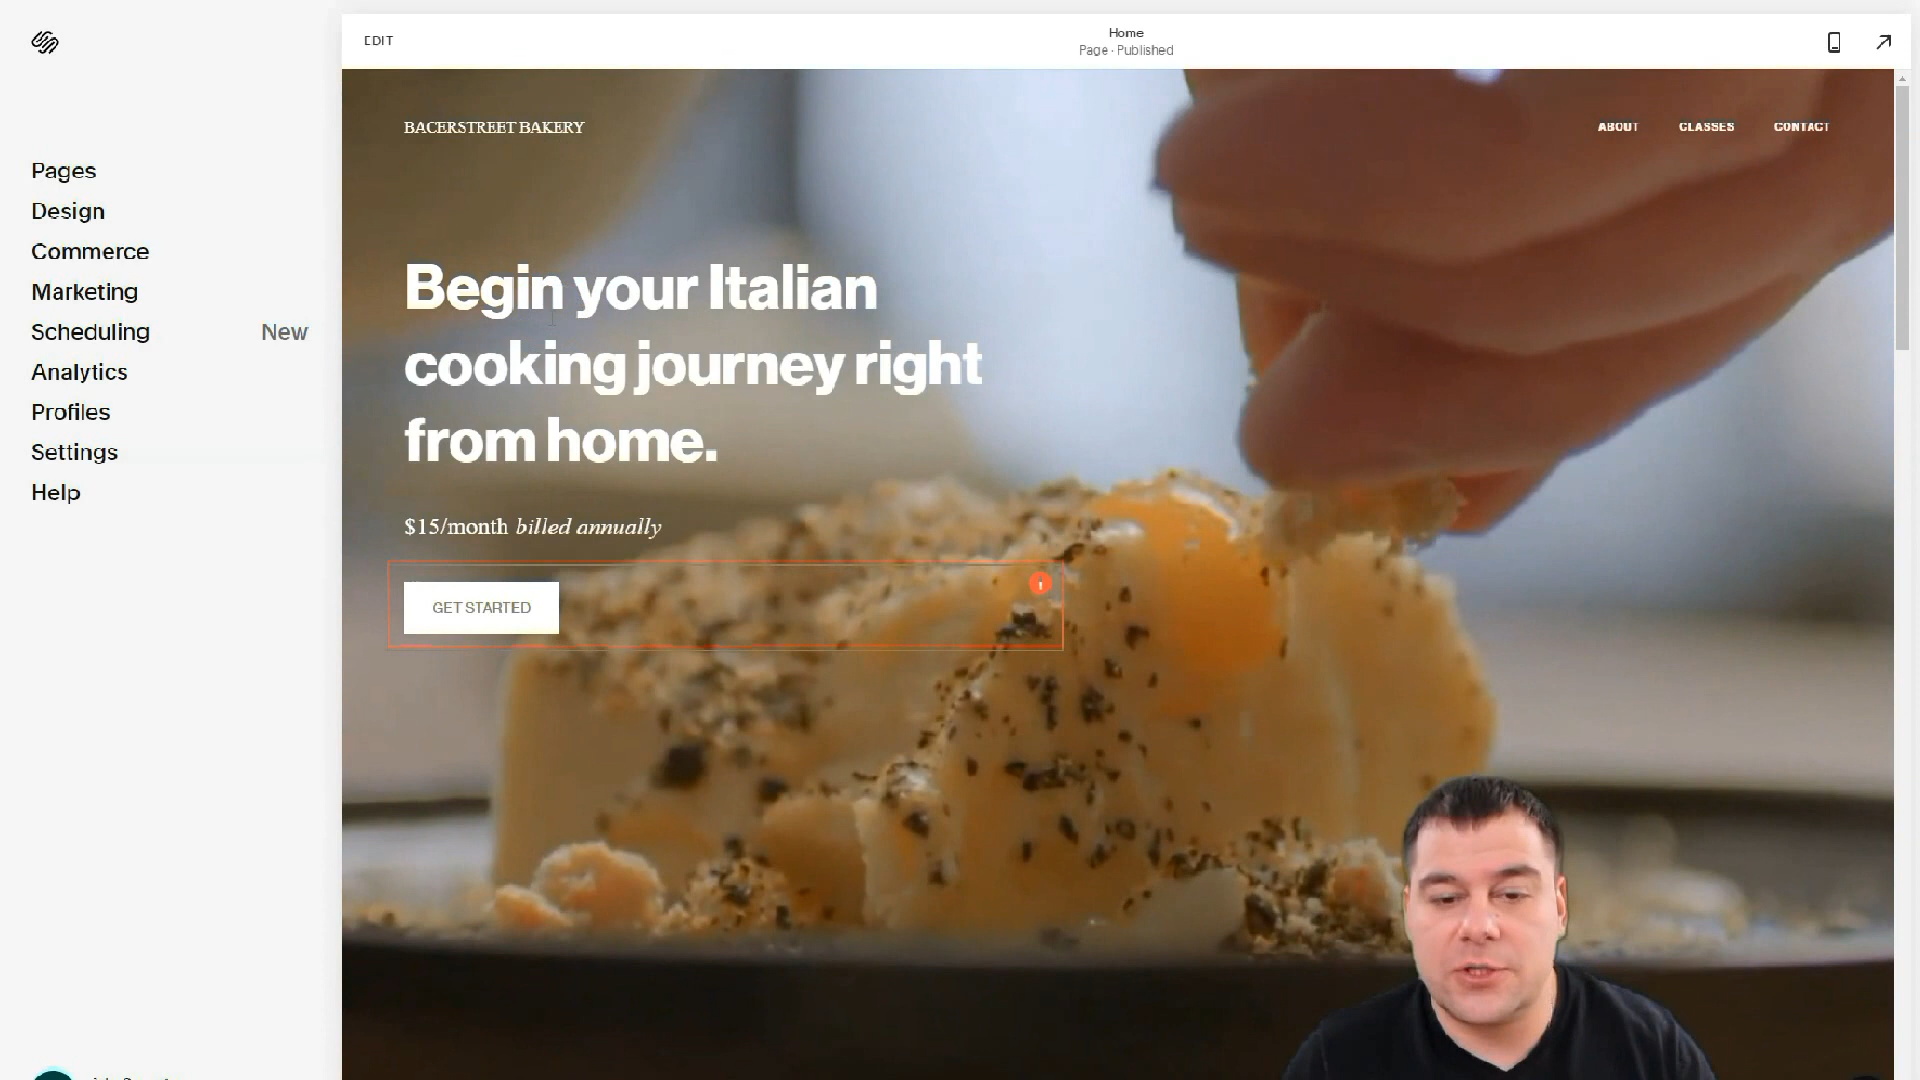 EDIT
Home
Page · Published
Pages
Design
Commerce
Marketing
Scheduling New
Analytics
Profiles
Settings
Help
BACERSTREET BAKERY
ABOUT CLASSES CONTACT
Begin your Italian
cooking journey right
from home.
$15/month billed annually
GET STARTED